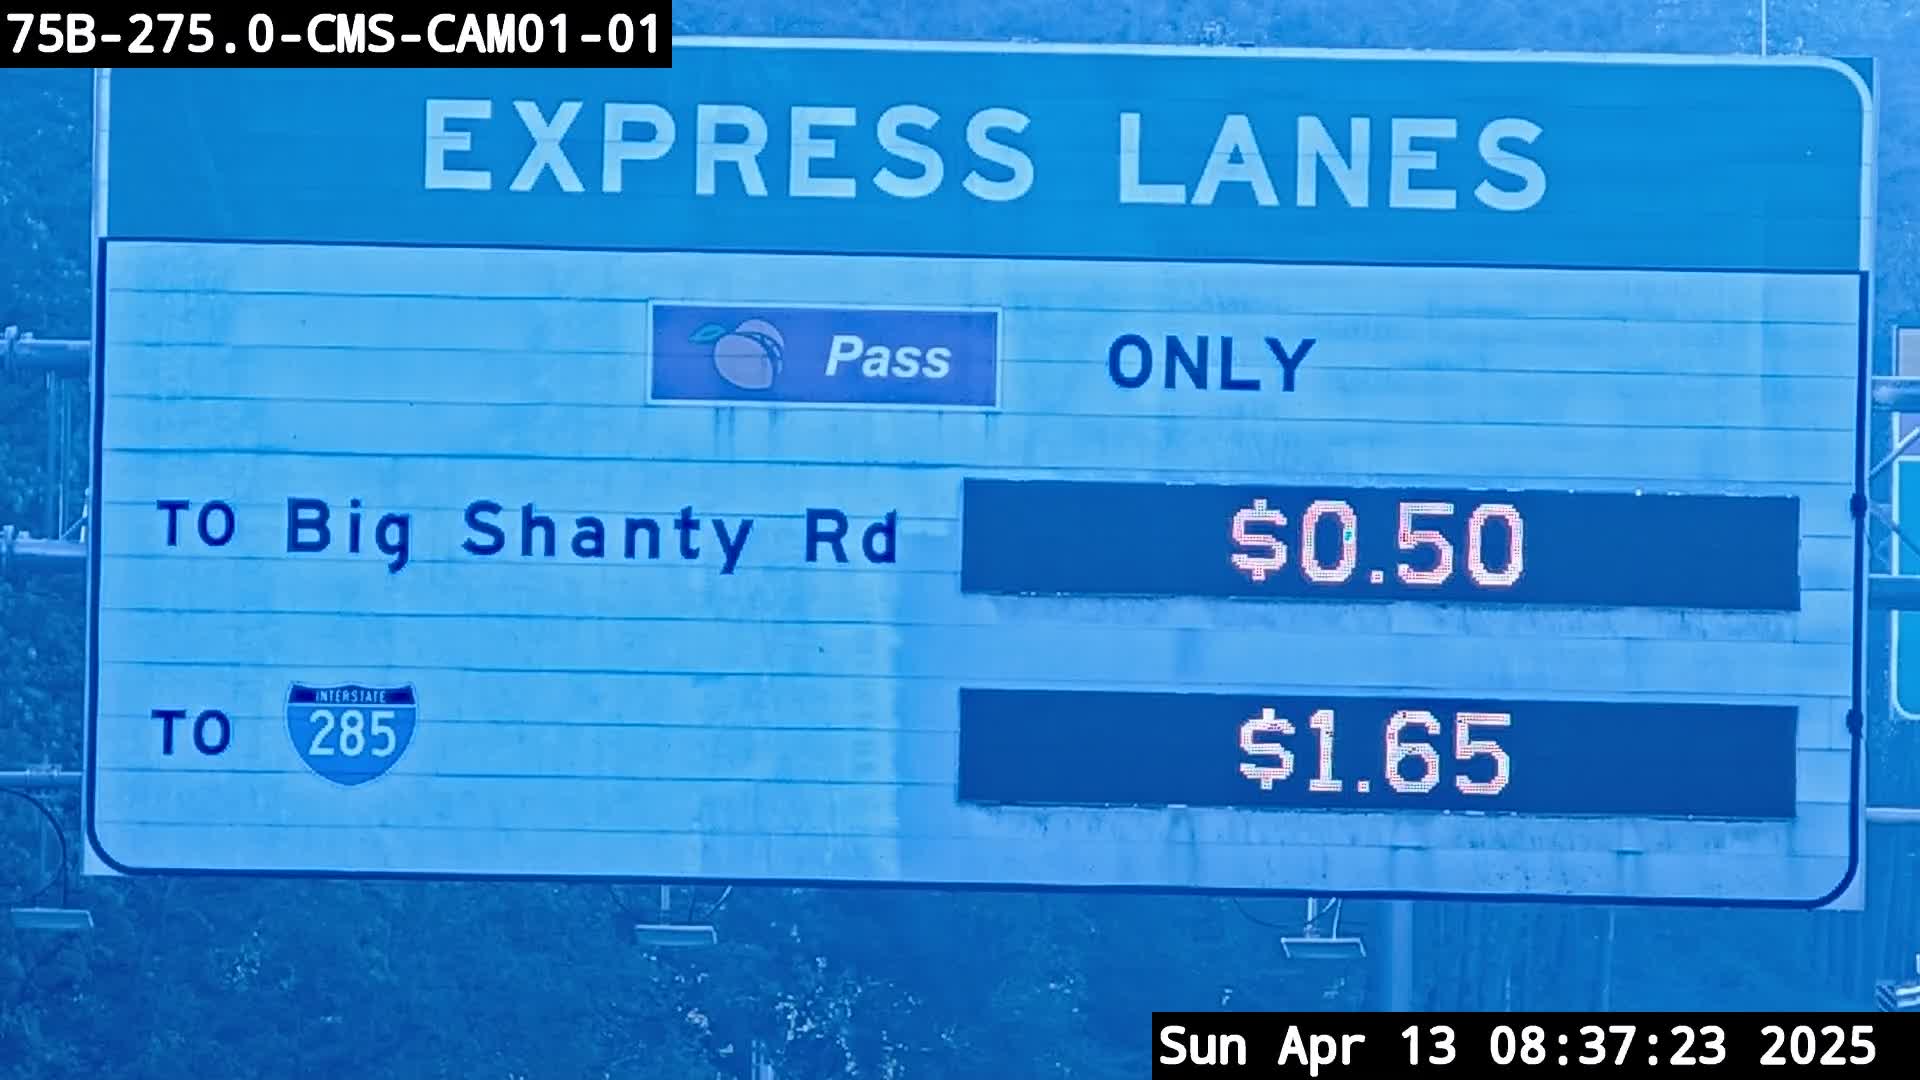 75B-275.0-CMS-CAM01-01
EXPRESS LANES
Pass ONLY
TO Big Shanty Rd $0.50
INTERSTATE
TO 285 $1.65
Sun Apr 13 08:37:23 2025